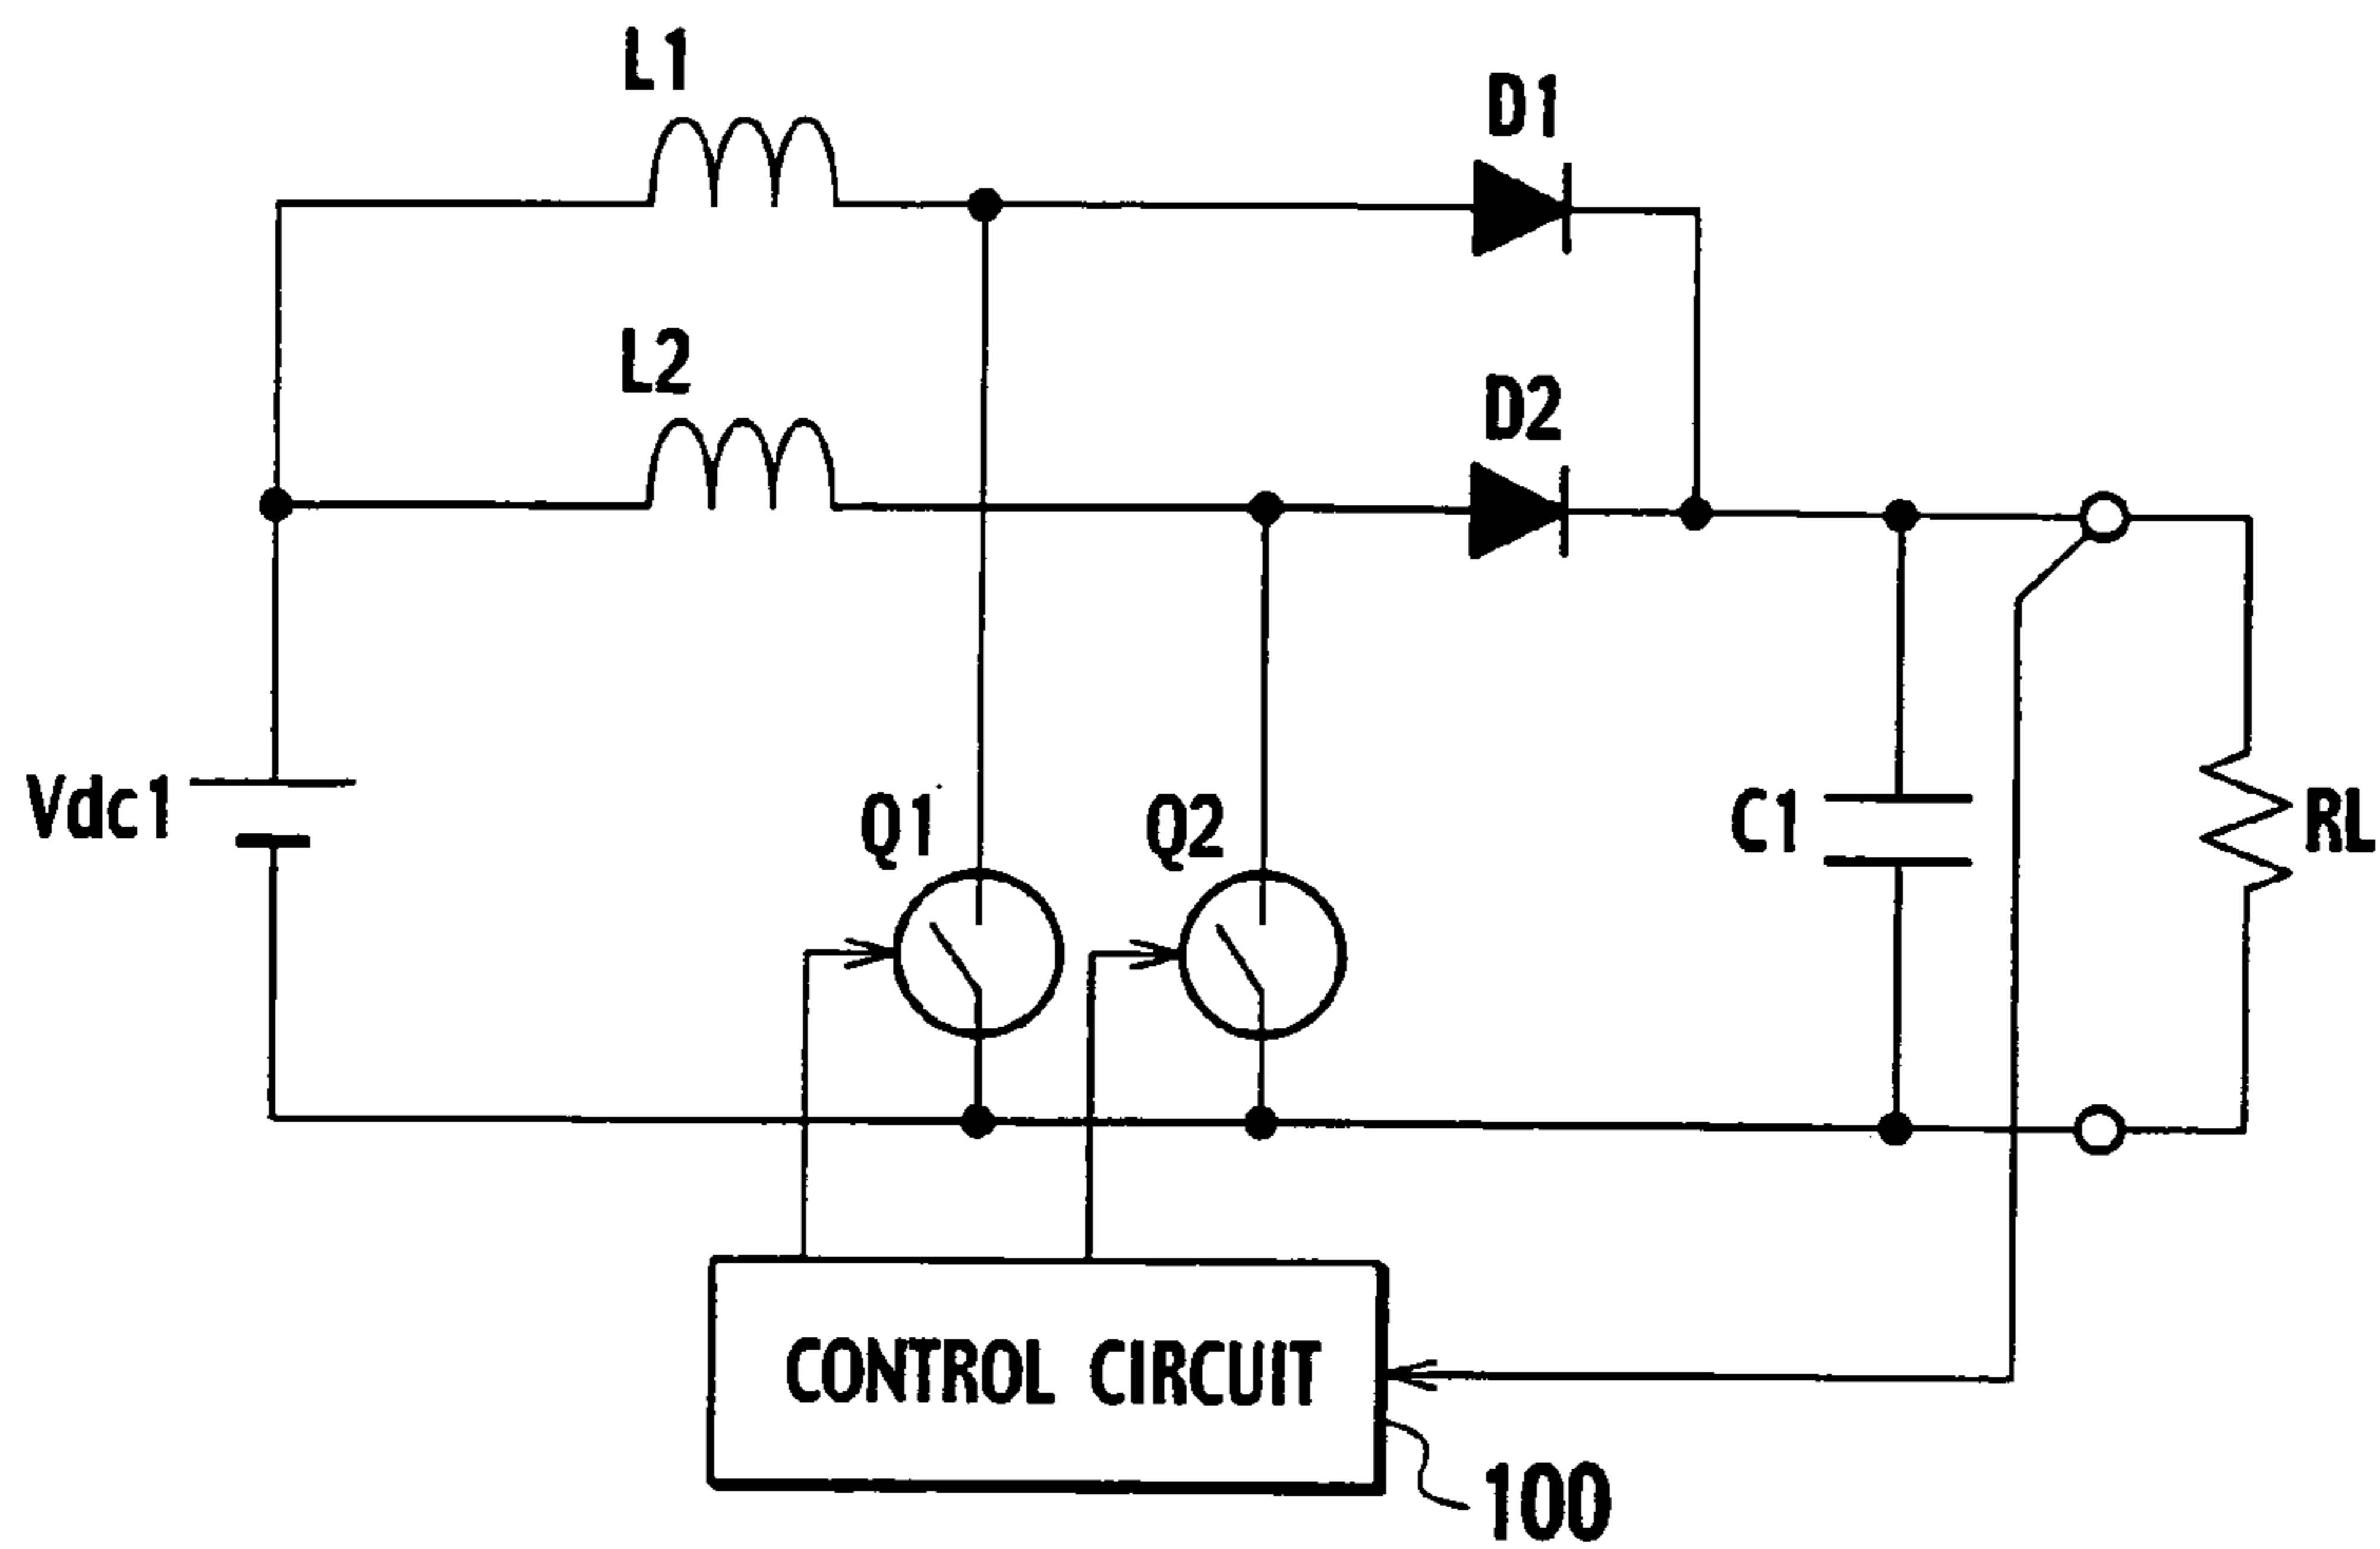 L1
D1
L2
D2
Vdc1
Q1
Q2
C1
RL
CONTROL CIRCUIT
100